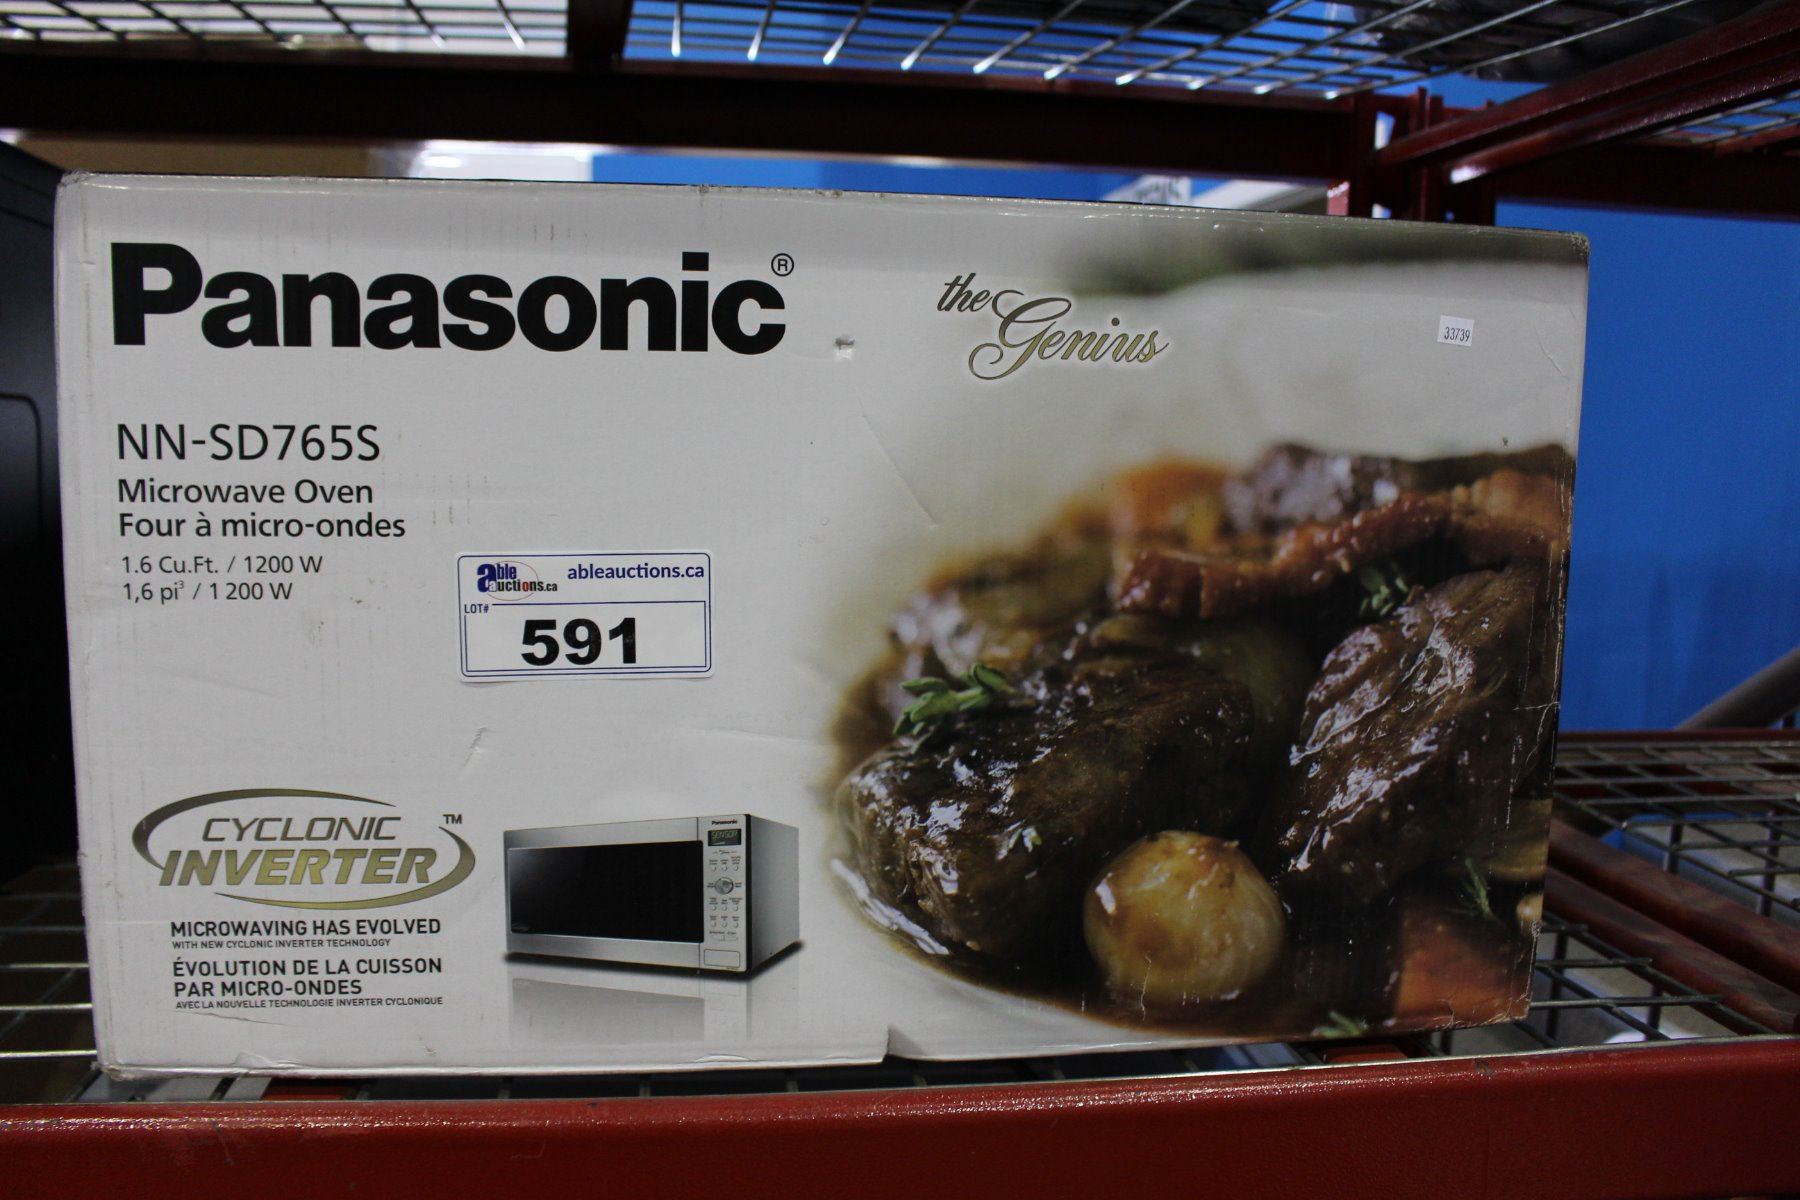 Panasonic®
the Genius
33739
NN-SD765S
Microwave Oven
Four à micro-ondes
1.6 Cu.Ft. / 1200 W
1,6 pi³ / 1 200 W
able auctions.ca
ableauctions.ca
LOT#
591
CYCLONIC ™
INVERTER
MICROWAVING HAS EVOLVED
WITH NEW CYCLONIC INVERTER TECHNOLOGY
ÉVOLUTION DE LA CUISSON
PAR MICRO-ONDES
AVEC LA NOUVELLE TECHNOLOGIE INVERTER CYCLONIQUE
Panasonic
SENSOR